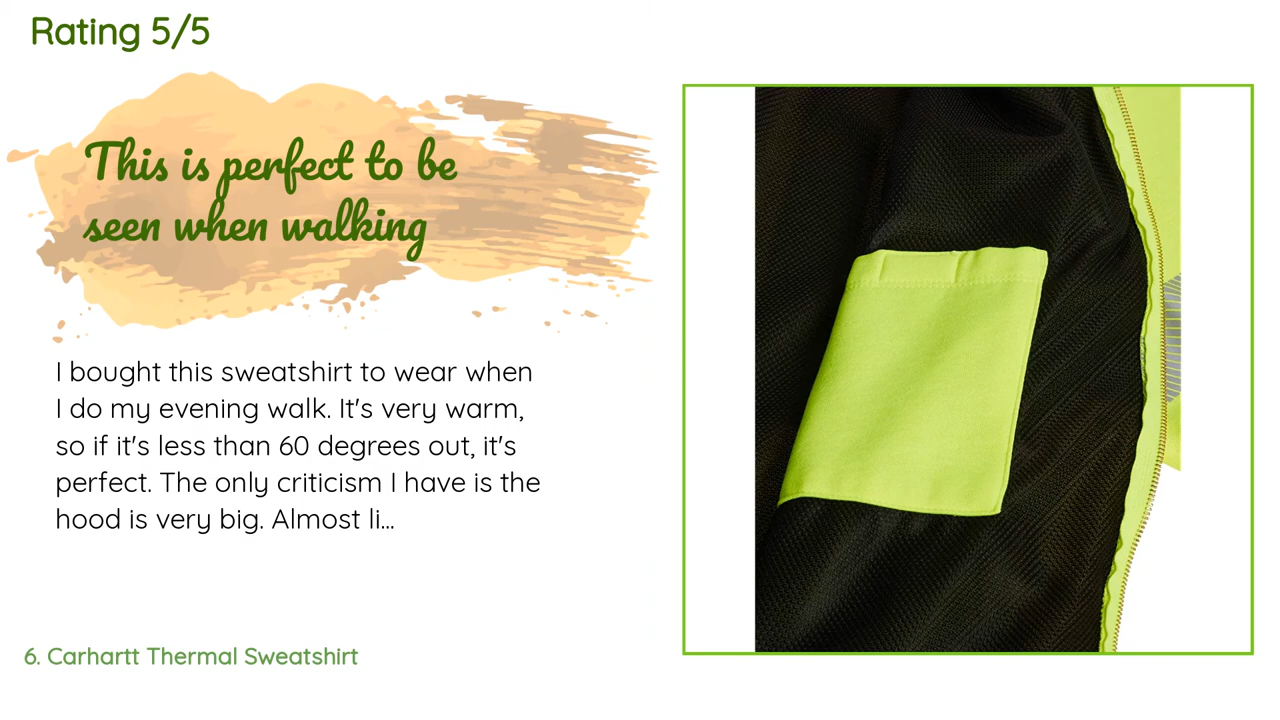 Rating 5/5
This is perfect to be
seen when walking
I bought this sweatshirt to wear when
I do my evening walk. It's very warm,
so if it's less than 60 degrees out, it's
perfect. The only criticism I have is the
hood is very big. Almost li...
6. Carhartt Thermal Sweatshirt